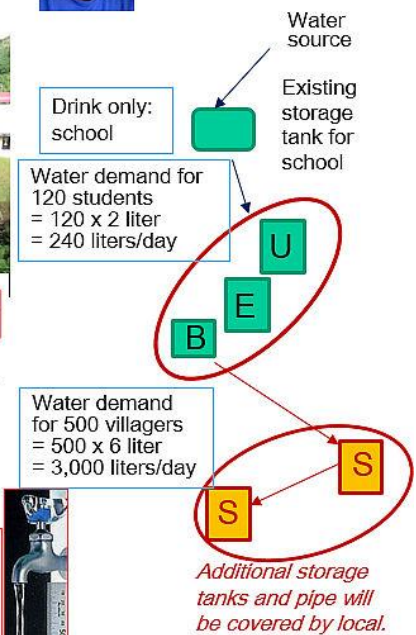 Water
source
Drink only:
school
Existing
storage
tank for
school
Water demand for
120 students
= 120 x 2 liter
= 240 liters/day
U
E
B
Water demand
for 500 villagers
= 500 x 6 liter
= 3,000 liters/day
S
S
Additional storage
tanks and pipe will
be covered by local.